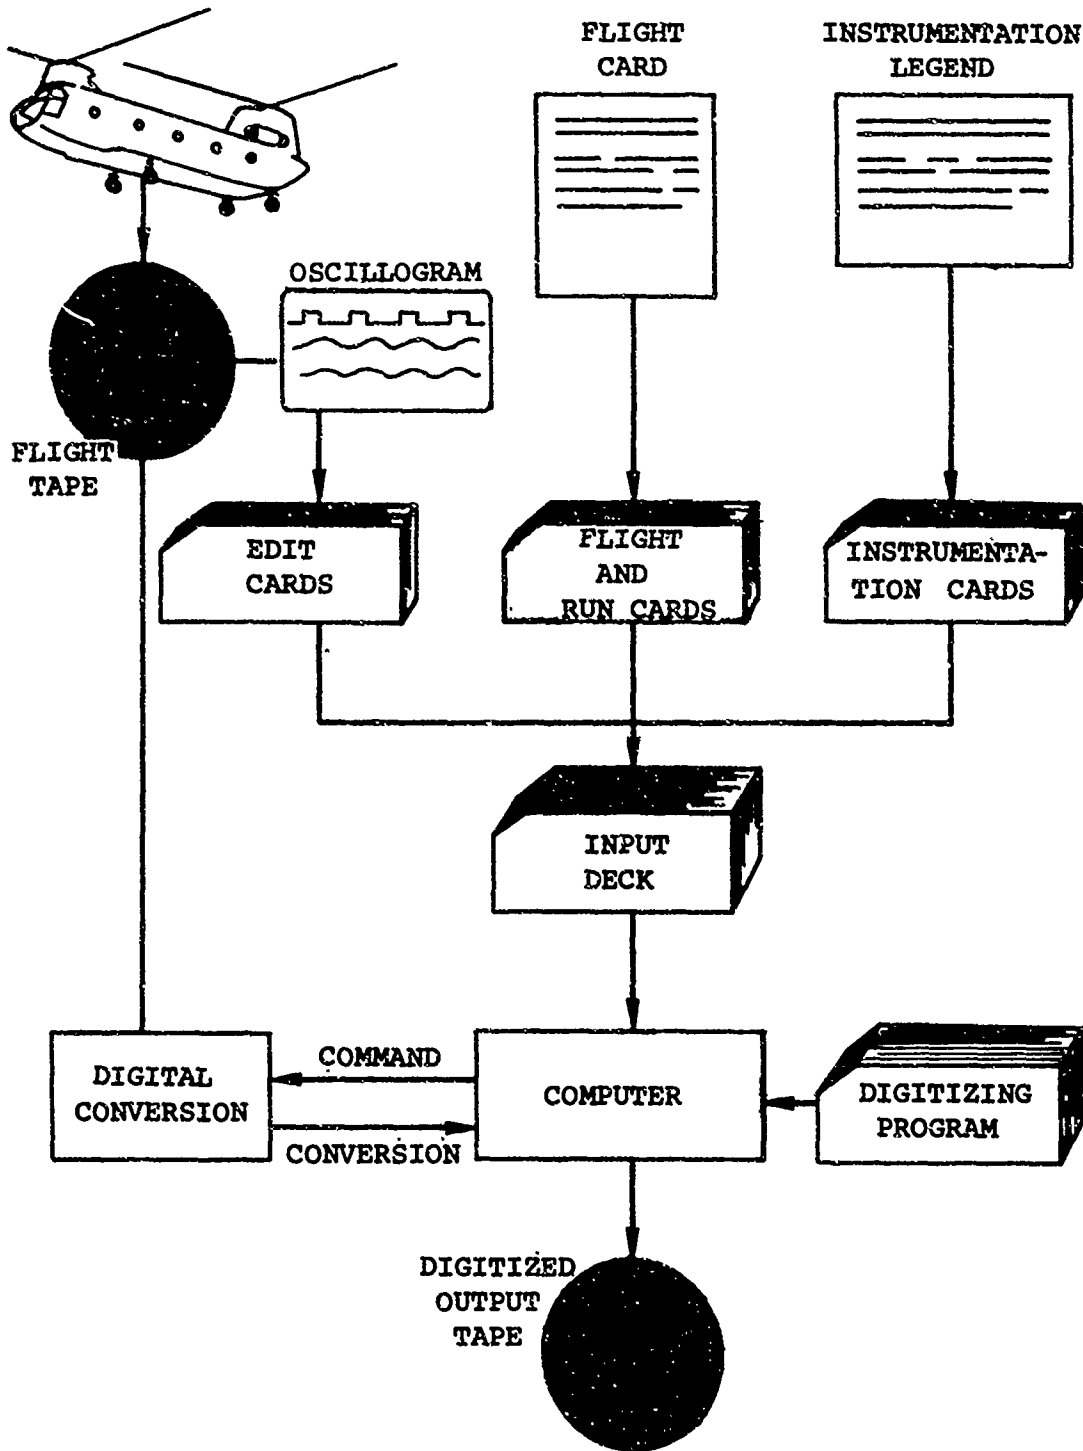 FLIGHT
CARD
INSTRUMENTATION
LEGEND
OSCILLOGRAM
FLIGHT
TAPE
EDIT
CARDS
FLIGHT
AND
RUN CARDS
INSTRUMENTA-
TION CARDS
INPUT
DECK
DIGITAL
CONVERSION
COMMAND
CONVERSION
COMPUTER
DIGITIZING
PROGRAM
DIGITIZED
OUTPUT
TAPE